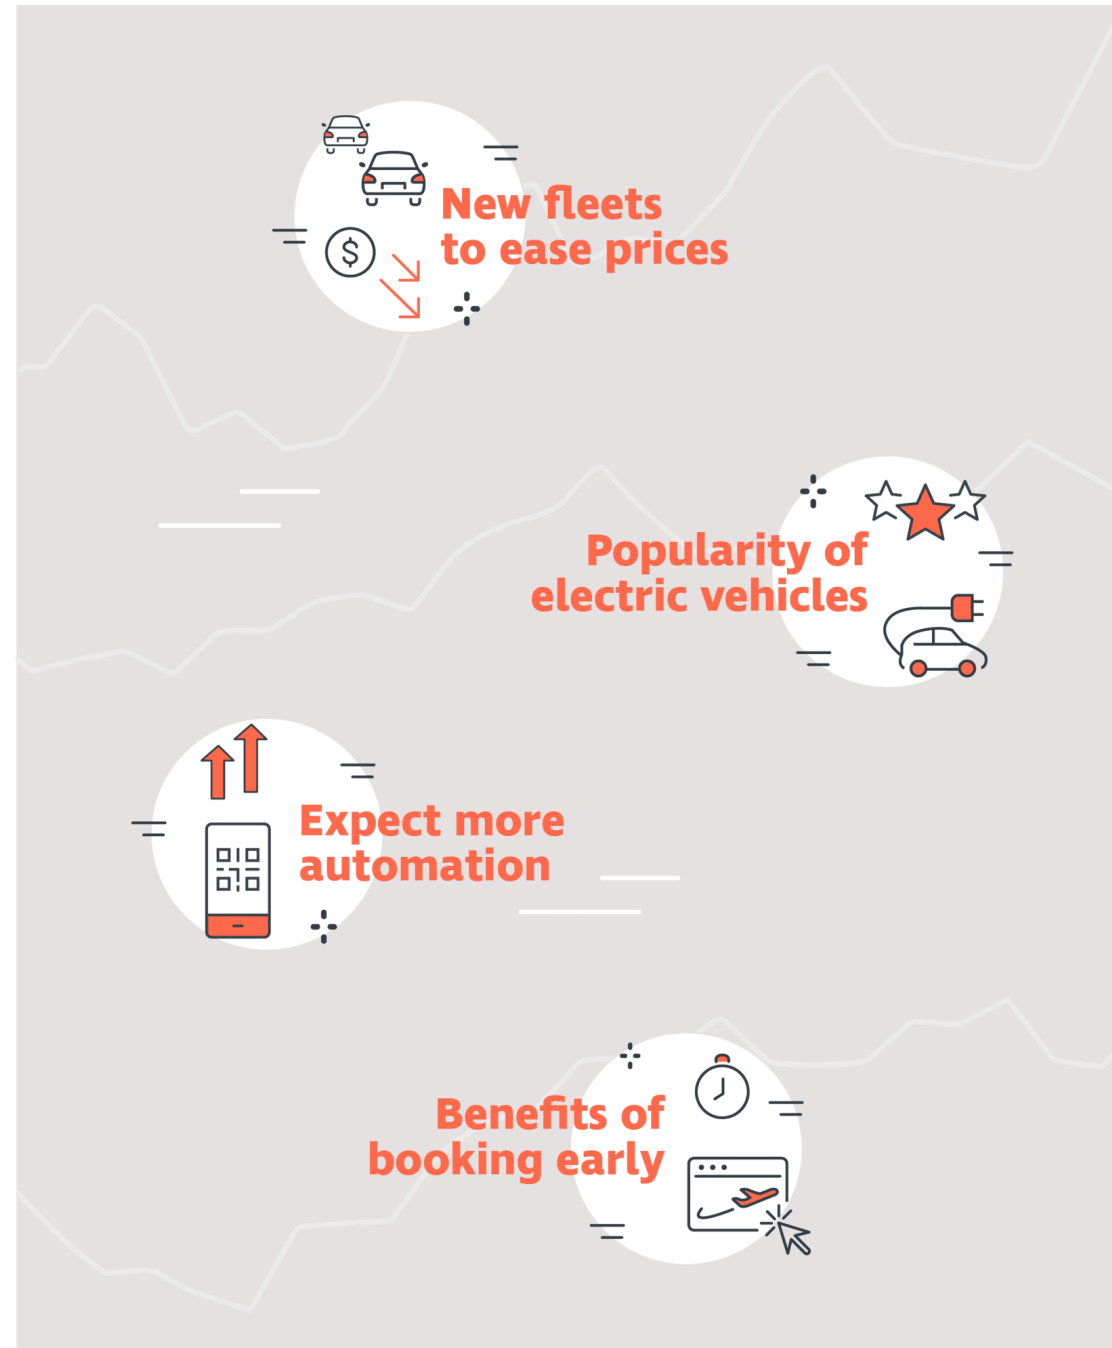 New fleets
to ease prices
$
Popularity of
electric vehicles
Expect more
automation
Benefits of
booking early